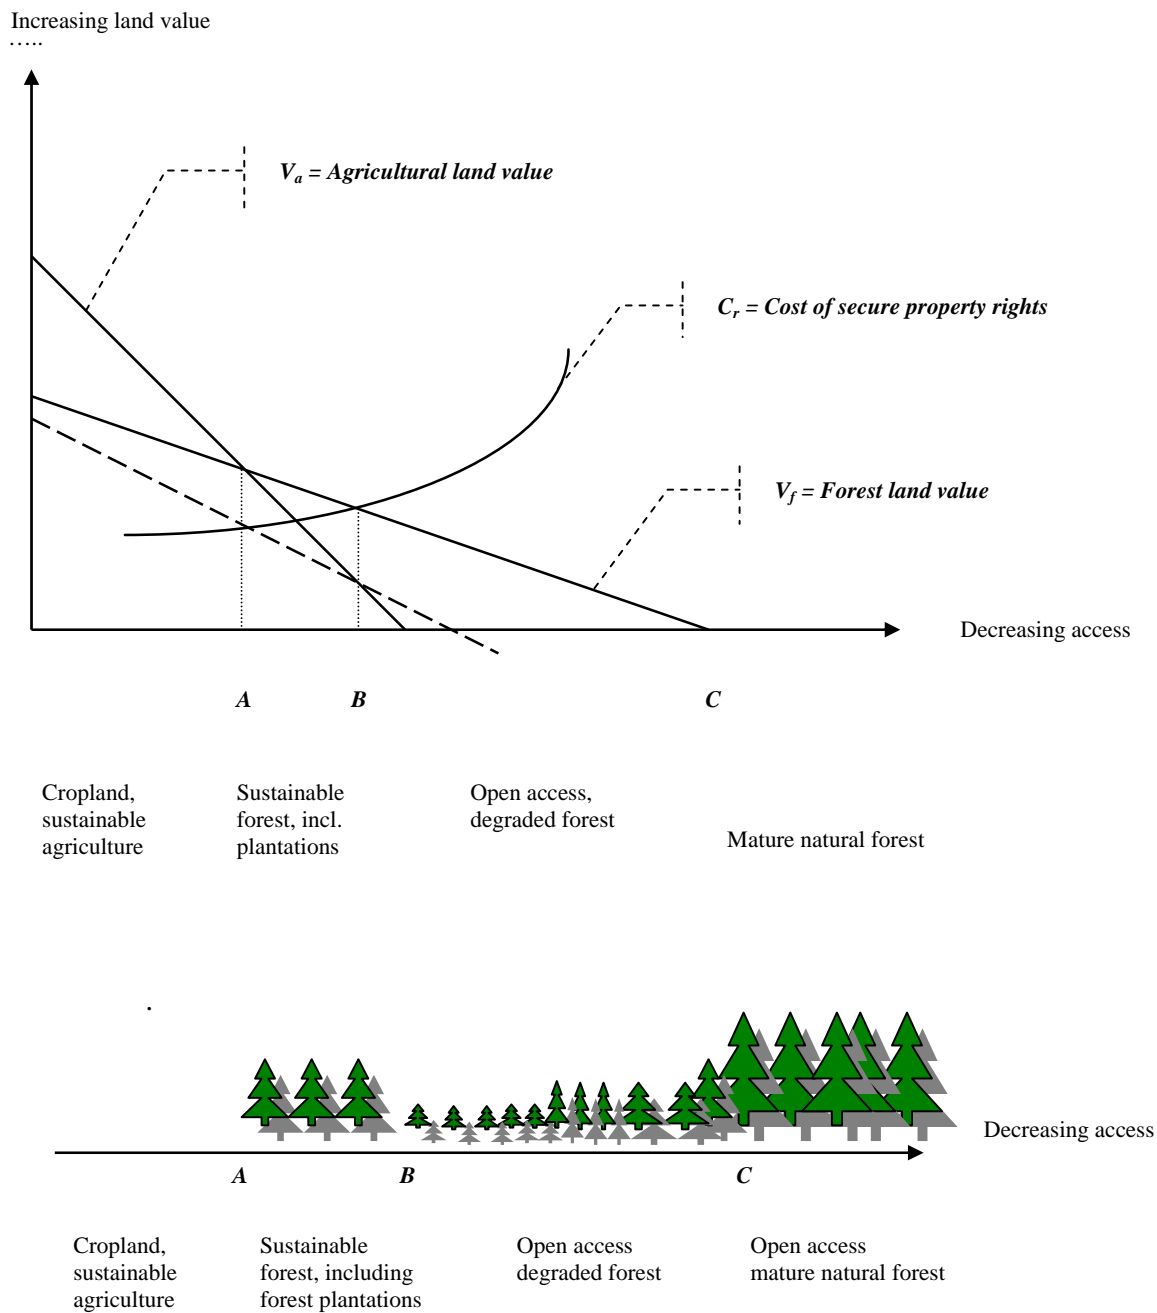 Increasing land value
…..
Va = Agricultural land value
Cr = Cost of secure property rights
Vf = Forest land value
Decreasing access
A
B
C
Cropland,
sustainable
agriculture
Sustainable
forest, incl.
plantations
Open access,
degraded forest
Mature natural forest
.
Decreasing access
A
B
C
Cropland,
sustainable
agriculture
Sustainable
forest, including
forest plantations
Open access
degraded forest
Open access
mature natural forest